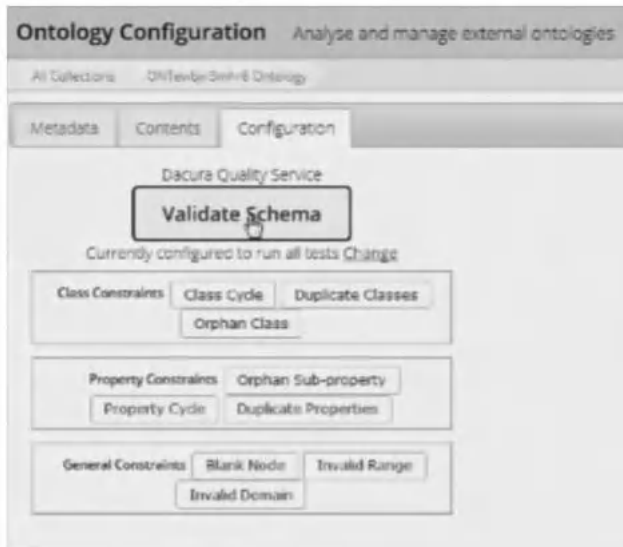 Ontology Configuration Analyse and manage external ontologies
All Collections Ontology
Metadata Contents Configuration
Dacura Quality Service
Validate Schema
Currently configured to run all tests Change
Class Constraints Class Cycle Duplicate Classes
Orphan Class
Property Constraints Orphan Sub-property
Property Cycle Duplicate Properties
General Constraints Blank Node Invalid Range
Invalid Domain